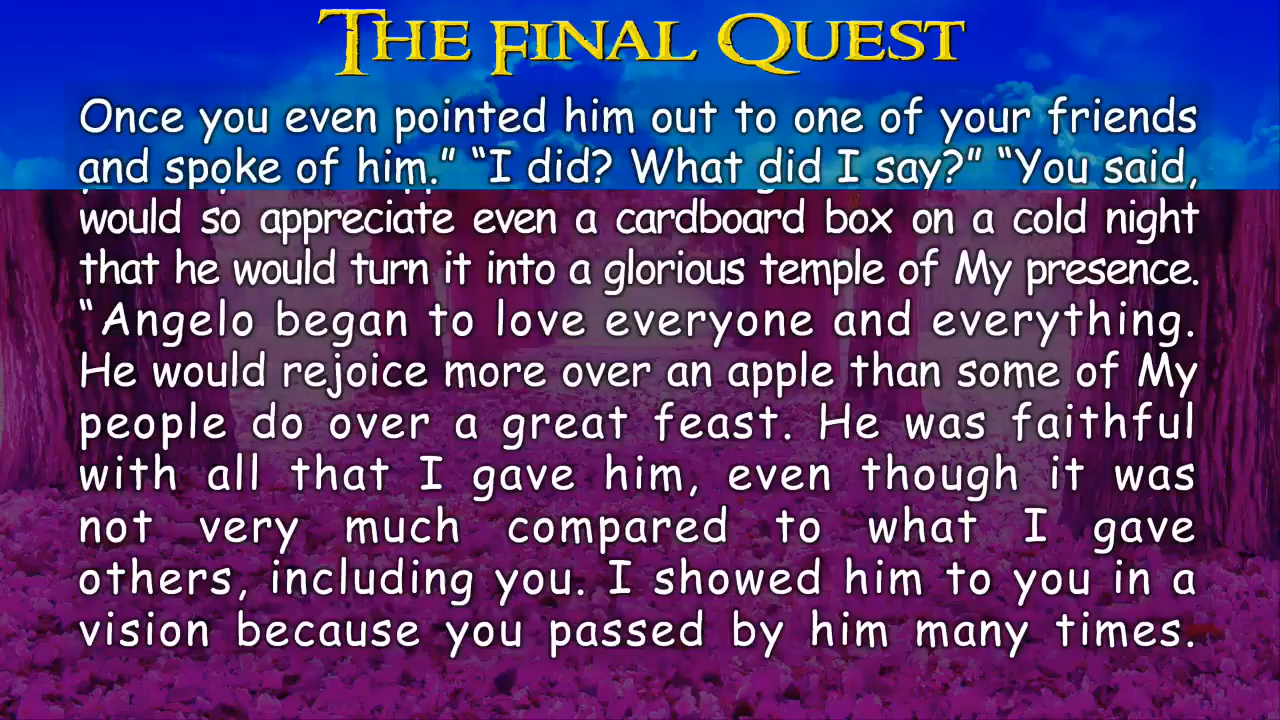 THE FINAL QUEST
Once you even pointed him out to one of your friends
and spoke of him.” “I did? What did I say?” “You said,
would so appreciate even a cardboard box on a cold night
that he would turn it into a glorious temple of My presence.
“Angelo began to love everyone and everything.
He would rejoice more over an apple than some of My
people do over a great feast. He was faithful
with all that I gave him, even though it was
not very much compared to what I gave
others, including you. I showed him to you in a
vision because you passed by him many times.